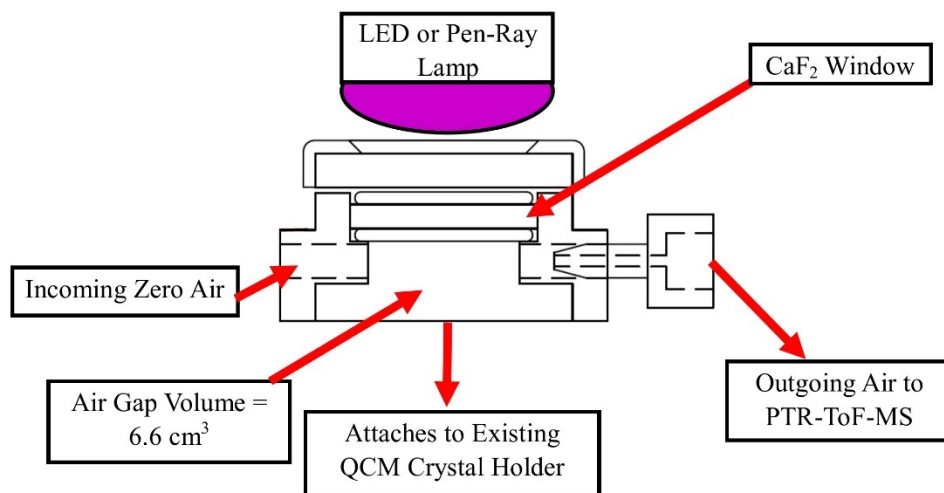 LED or Pen-Ray
Lamp
CaF₂ Window
Incoming Zero Air
Air Gap Volume =
6.6 cm³
Attaches to Existing
QCM Crystal Holder
Outgoing Air to
PTR-ToF-MS